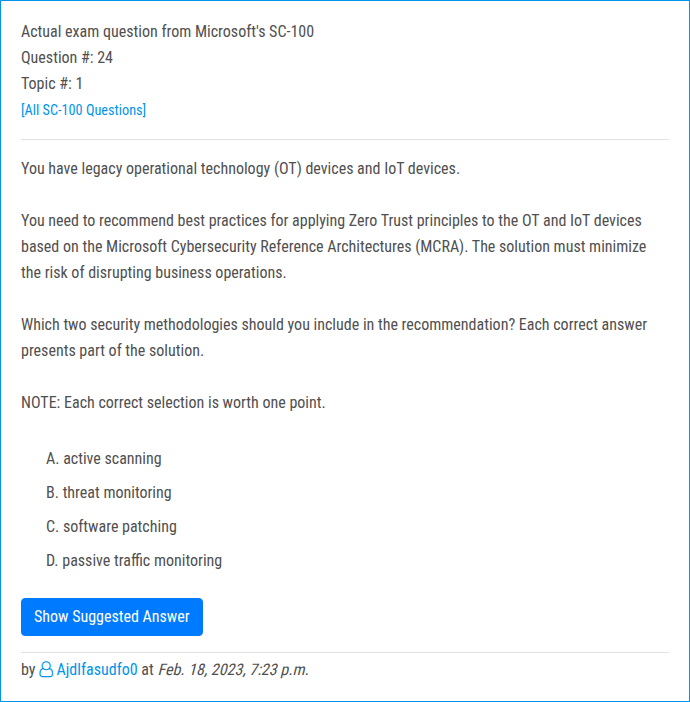 Actual exam question from Microsoft's SC-100
Question #: 24
Topic #: 1
[All SC-100 Questions]
You have legacy operational technology (OT) devices and IoT devices.
You need to recommend best practices for applying Zero Trust principles to the OT and IoT devices
based on the Microsoft Cybersecurity Reference Architectures (MCRA). The solution must minimize
the risk of disrupting business operations.
Which two security methodologies should you include in the recommendation? Each correct answer
presents part of the solution.
NOTE: Each correct selection is worth one point.
A. active scanning
B. threat monitoring
C. software patching
D. passive traffic monitoring
Show Suggested Answer
by Ajdlfasudfo0 at Feb. 18, 2023, 7:23 p.m.